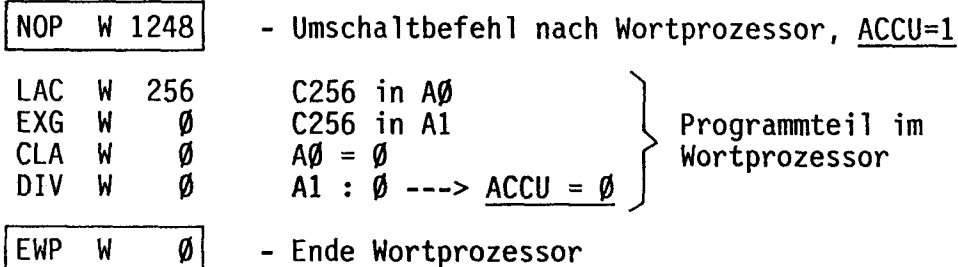 NOP W 1248 - Umschaltbefehl nach Wortprozessor, ACCU=1
LAC W 256 C256 in AØ
EXG W Ø C256 in A1 Programmteil im
CLA W Ø AØ = Ø Wortprozessor
DIV W Ø A1 : Ø ---> ACCU = Ø
EWP W Ø - Ende Wortprozessor